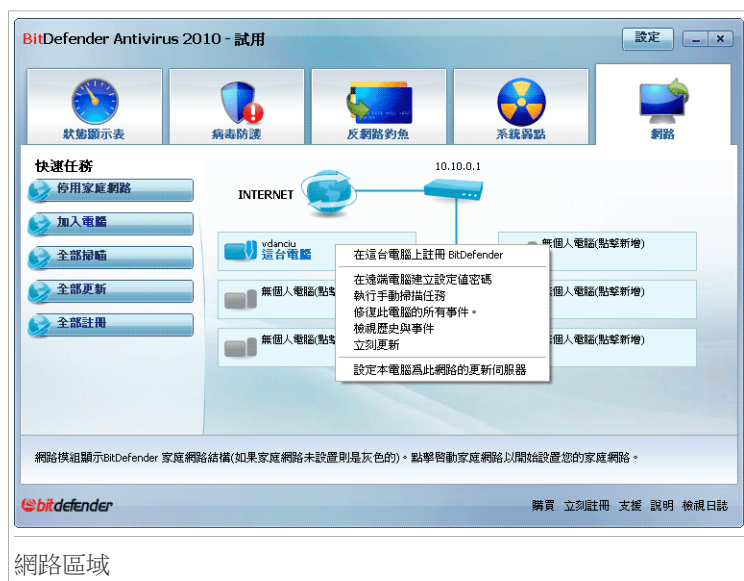 BitDefender Antivirus 2010 - 試用
設定
狀態顯示表
病毒防護
反網路釣魚
系統弱點
網路
快速任務
停用家庭網路
加入電腦
全部掃瞄
全部更新
全部註冊
INTERNET
10.10.0.1
vdanciu
這台電腦
無個人電腦(點擊新增)
無個人電腦(點擊
個人電腦(點擊新增)
無個人電腦(點擊
個人電腦(點擊新增)
在這台電腦上註冊 BitDefender
在遠端電腦建立設定值密碼
執行手動掃描任務
修復此電腦的所有事件。
檢視歷史與事件
立刻更新
設定本電腦爲此網路的更新伺服器
網路模組顯示BitDefender 家庭網路結構(如果家庭網路未設置則是灰色的)。點擊啓動家庭網路以開始設置您的家庭網路。
bitdefender
購買 立刻註冊 支援 說明 檢視日誌
網路區域